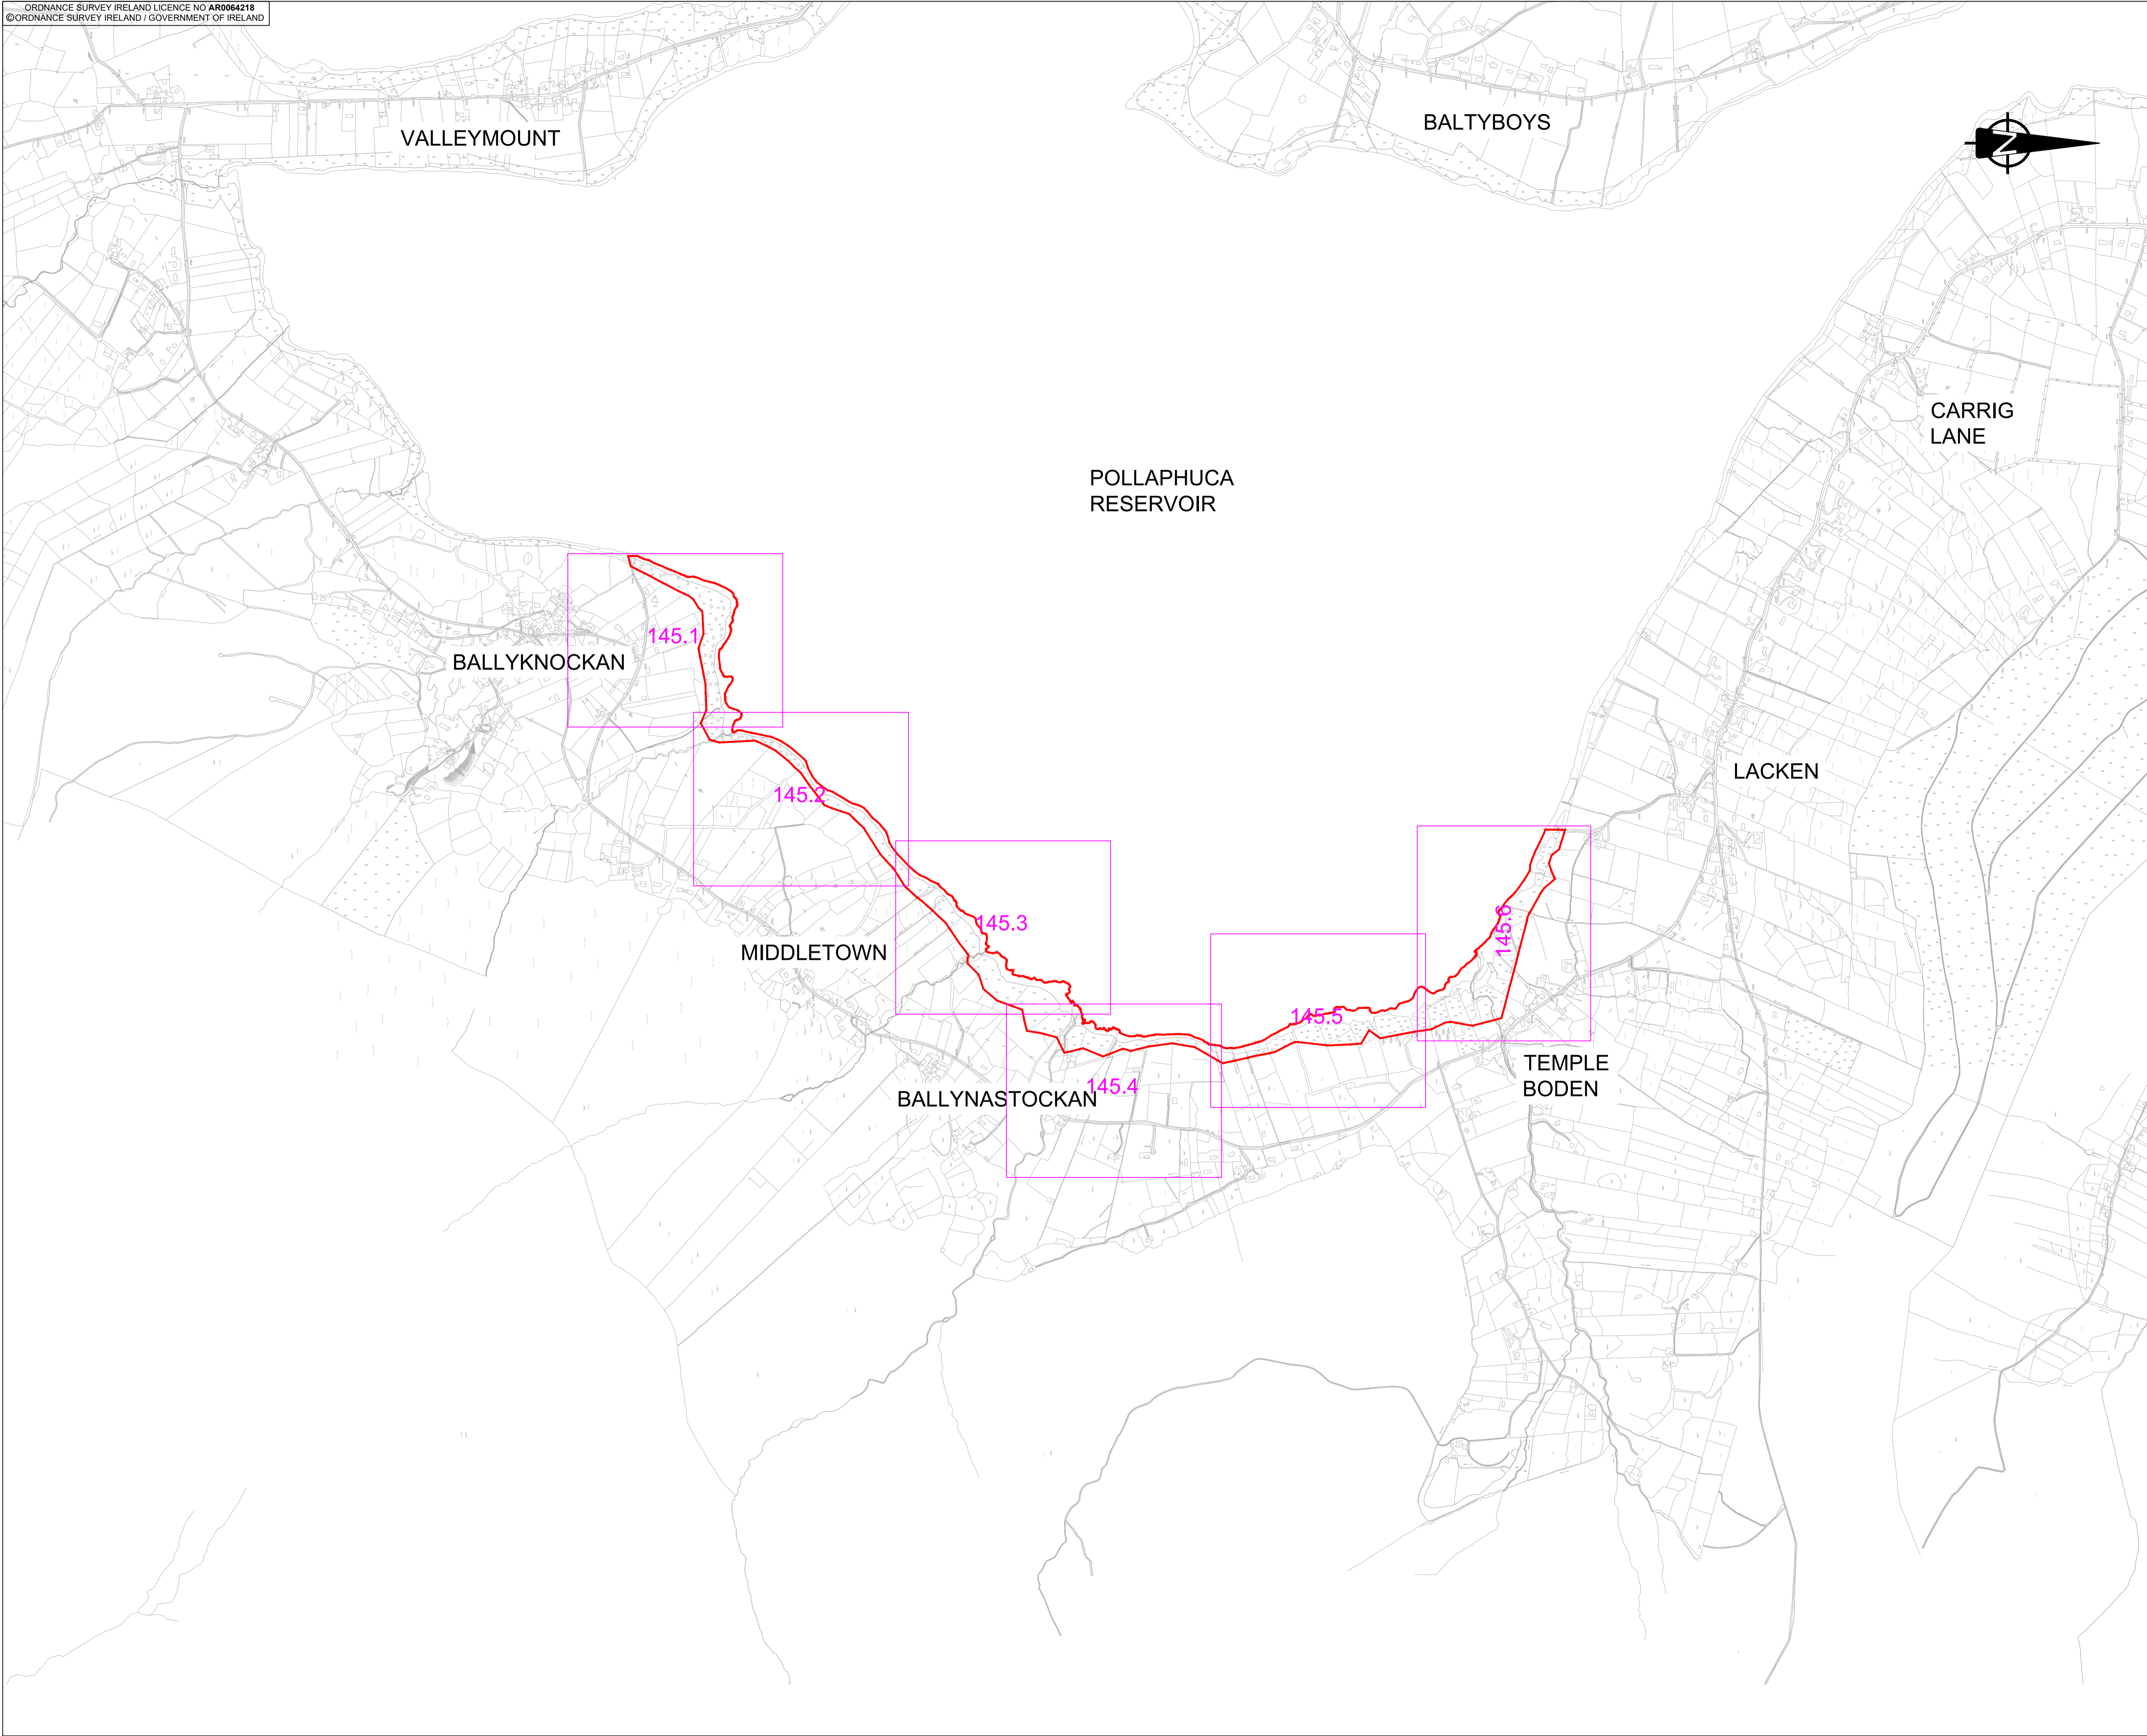 ORDNANCE SURVEY IRELAND LICENCE NO AR0064218
©ORDNANCE SURVEY IRELAND / GOVERNMENT OF IRELAND
VALLEYMOUNT
BALTYBOYS
N
CARRIG
LANE
POLLAPHUCA
RESERVOIR
145.1
BALLYKNOCKAN
LACKEN
145.2
145.3
145.6
MIDDLETOWN
145.5
TEMPLE
BODEN
145.4
BALLYNASTOCKAN